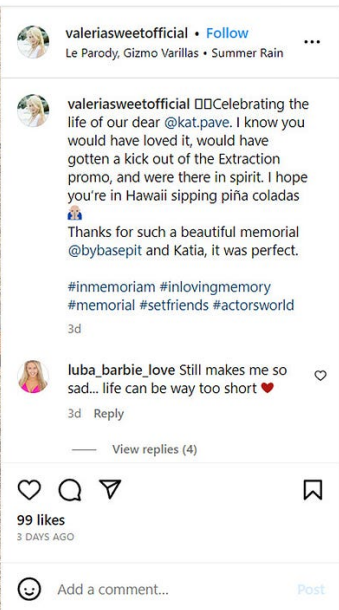 valeriasweetofficial • Follow
Le Parody, Gizmo Varillas • Summer Rain
valeriasweetofficial Celebrating the
life of our dear @kat.pave. I know you
would have loved it, would have
gotten a kick out of the Extraction
promo, and were there in spirit. I hope
you're in Hawaii sipping piña coladas
Thanks for such a beautiful memorial
@bybasepit and Katia, it was perfect.
#inmemoriam #inlovingmemory
#memorial #setfriends #actorsworld
3d
luba_barbie_love Still makes me so
sad... life can be way too short ❤️
3d Reply
View replies (4)
99 likes
3 DAYS AGO
Add a comment...
Post